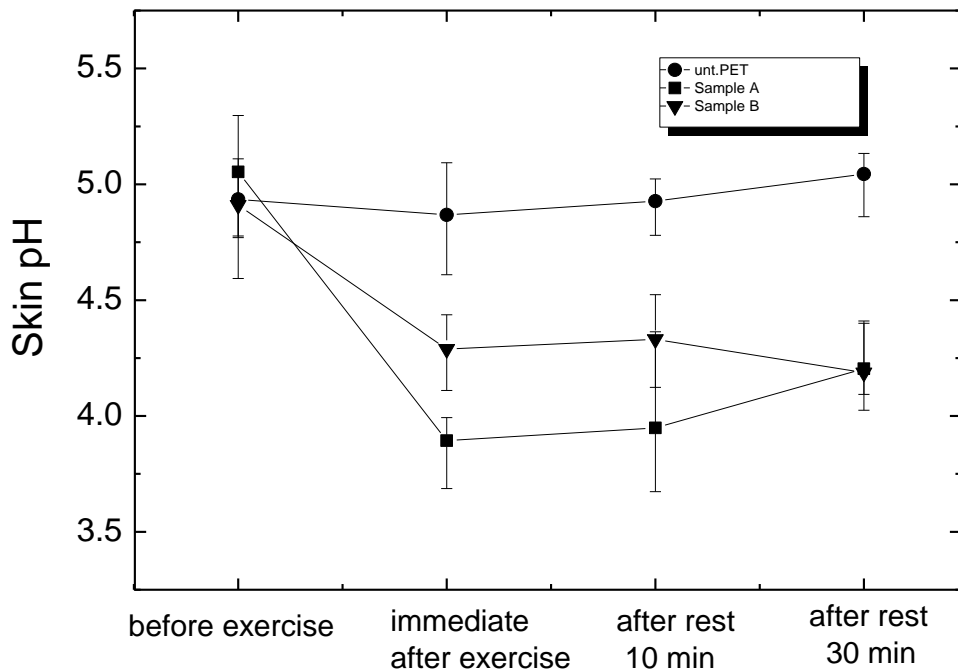 5.5
5.0
4.5
4.0
3.5
Skin pH
unt.PET
Sample A
Sample B
before exercise
immediate
after exercise
after rest
10 min
after rest
30 min